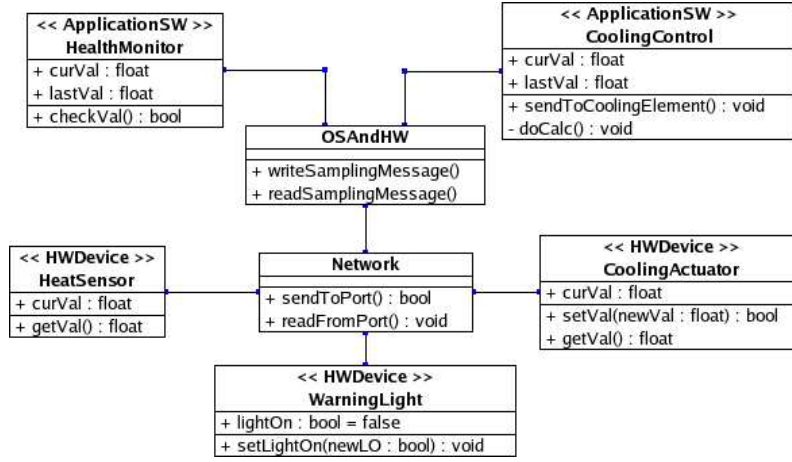 << ApplicationSW >>
HealthMonitor
+ curVal : float
+ lastVal : float
+ checkVal() : bool
<< ApplicationSW >>
CoolingControl
+ curVal : float
+ lastVal : float
+ sendToCoolingElement() : void
- doCalc() : void
OSAndHW
+ writeSamplingMessage()
+ readSamplingMessage()
<< HWDevice >>
HeatSensor
+ curVal : float
+ getVal() : float
Network
+ sendToPort() : bool
+ readFromPort() : void
<< HWDevice >>
CoolingActuator
+ curVal : float
+ setVal(newVal : float) : bool
+ getVal() : float
<< HWDevice >>
WarningLight
+ lightOn : bool = false
+ setLightOn(newLO : bool) : void